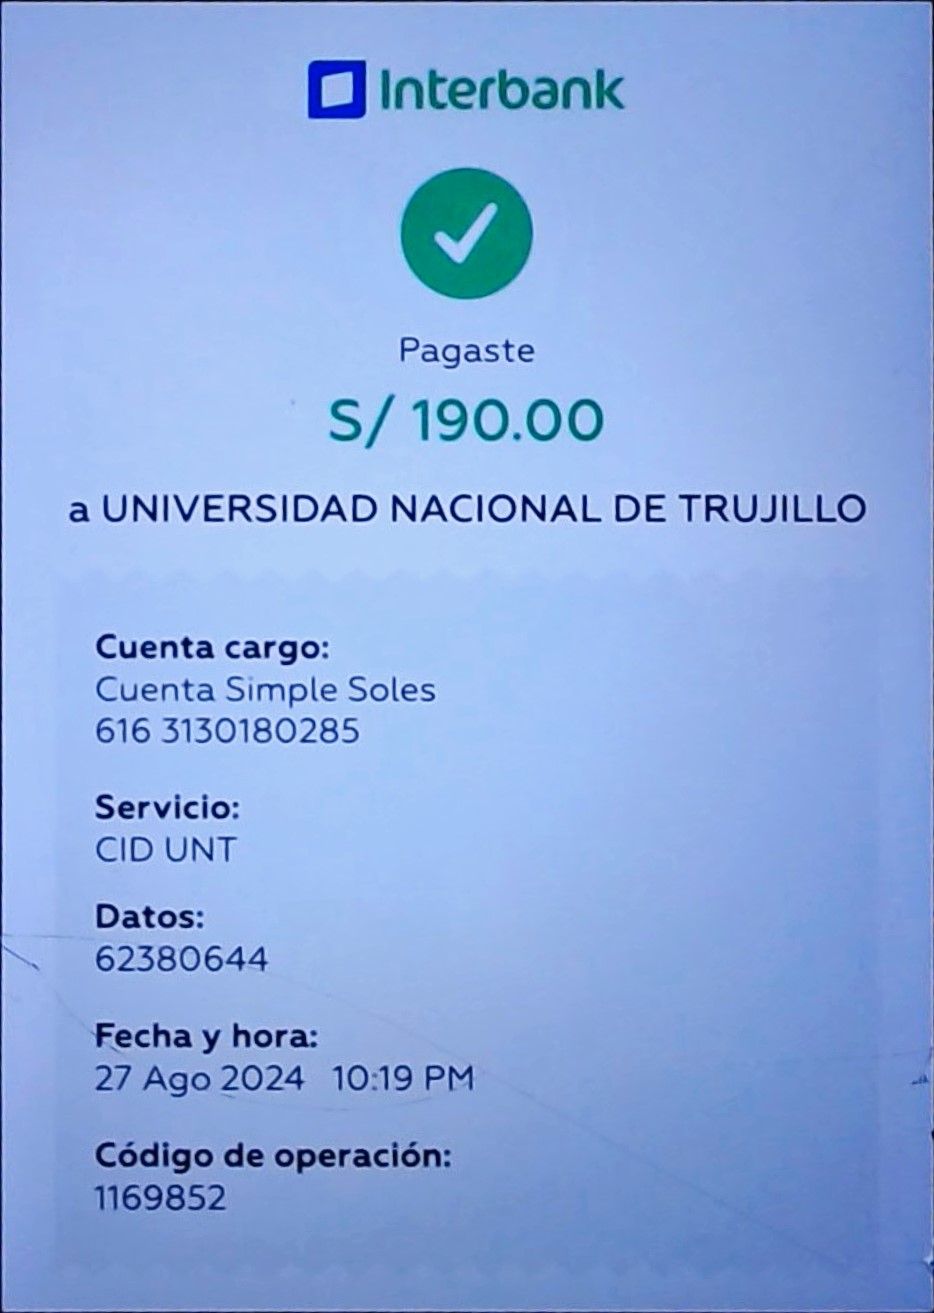 Interbank
Pagaste
S/ 190.00
a UNIVERSIDAD NACIONAL DE TRUJILLO
Cuenta cargo:
Cuenta Simple Soles
616 3130180285
Servicio:
CID UNT
Datos:
62380644
Fecha y hora:
27 Ago 2024 10:19 PM
Código de operación:
1169852